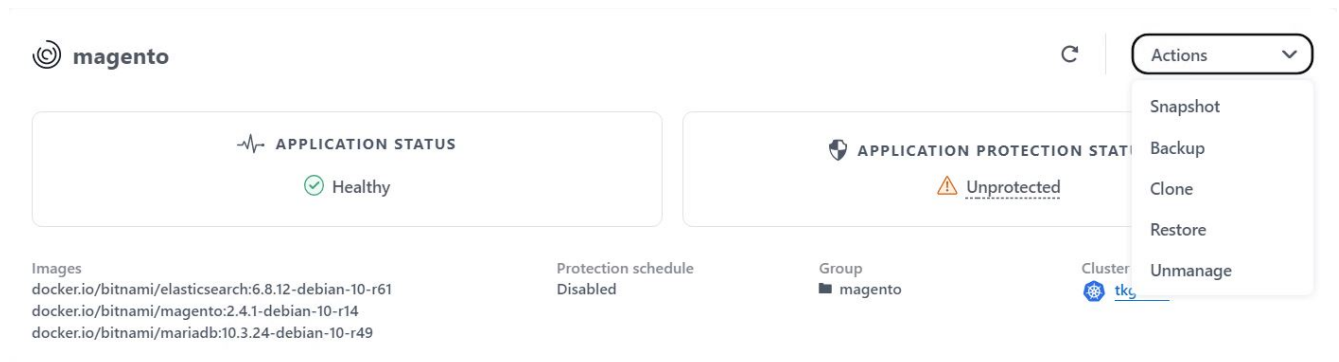 magento
Actions
Snapshot
Backup
Clone
Restore
Unmanage
APPLICATION STATUS
Healthy
APPLICATION PROTECTION
Unprotected
Images
docker.io/bitnami/elasticsearch:6.8.12-debian-10-r61
docker.io/bitnami/magento:2.4.1-debian-10-r14
docker.io/bitnami/mariadb:10.3.24-debian-10-r49
Protection schedule
Disabled
Group
magento
Cluster